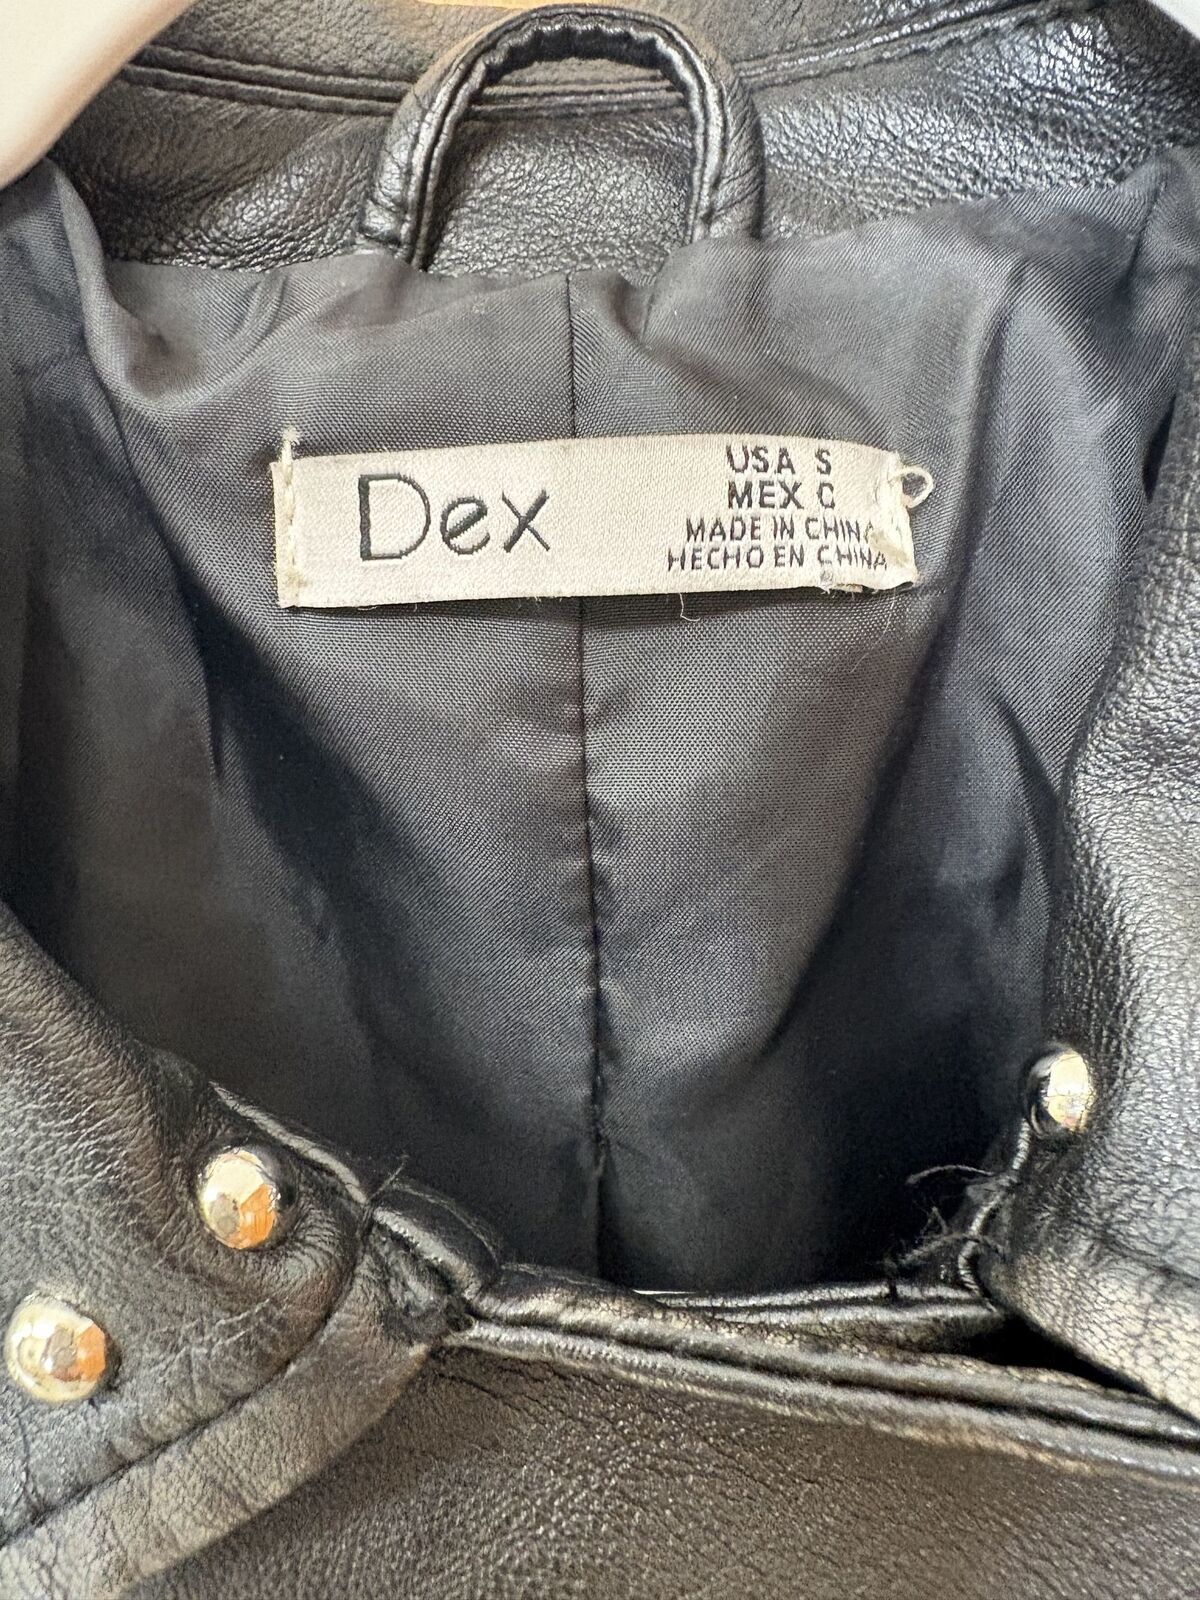 Dex
USA S
MEX C
MADE IN CHINA
HECHO EN CHINA